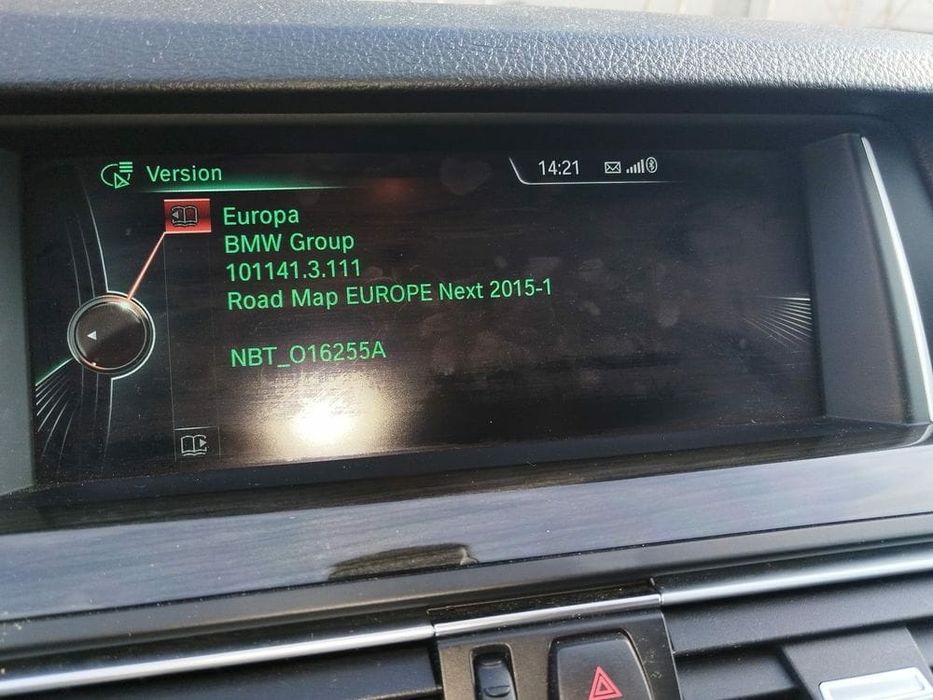 Version
14:21
Europa
BMW Group
101141.3.111
Road Map EUROPE Next 2015-1
NBT_O16255A